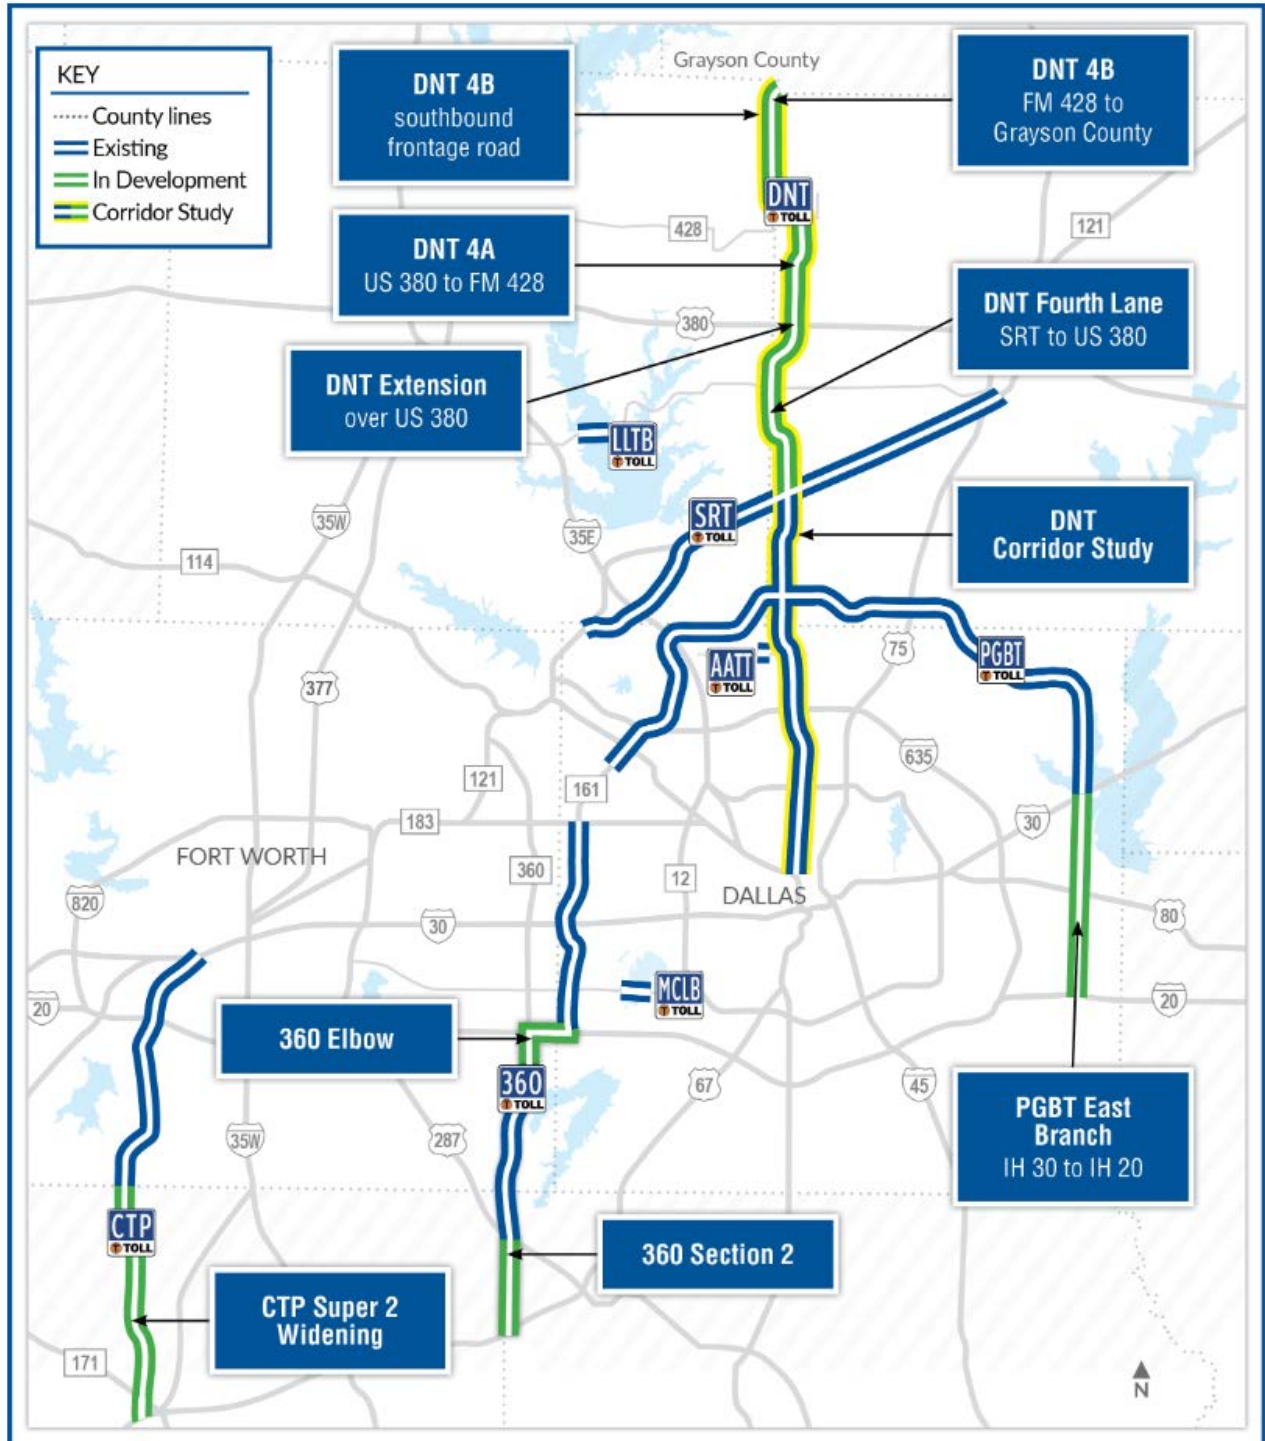 Grayson County
KEY
County lines
Existing
In Development
Corridor Study
DNT 4B
southbound
frontage road
DNT 4B
FM 428 to
Grayson County
DNT
TOLL
428
121
DNT 4A
US 380 to FM 428
380
DNT Fourth Lane
SRT to US 380
DNT Extension
over US 380
LLTB
TOLL
SRT
TOLL
35W
35E
DNT
Corridor Study
114
75
PGBT
TOLL
AATT
TOLL
377
635
121
161
183
30
FORT WORTH
360
12
DALLAS
820
30
80
20
MCLB
TOLL
20
360 Elbow
360
TOLL
67
45
35W
287
PGBT East
Branch
IH 30 to IH 20
CTP
TOLL
360 Section 2
CTP Super 2
Widening
171
N